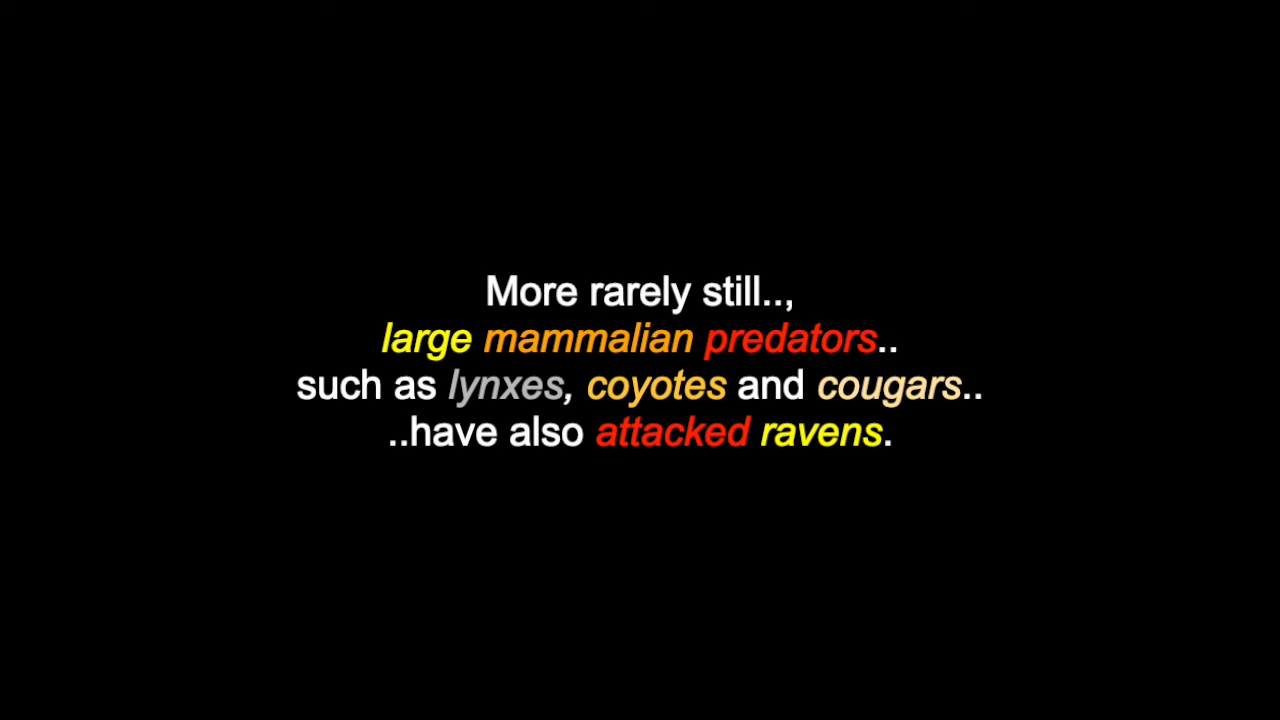 More rarely still..,
large mammalian predators..
such as lynxes, coyotes and cougars..
..have also attacked ravens.